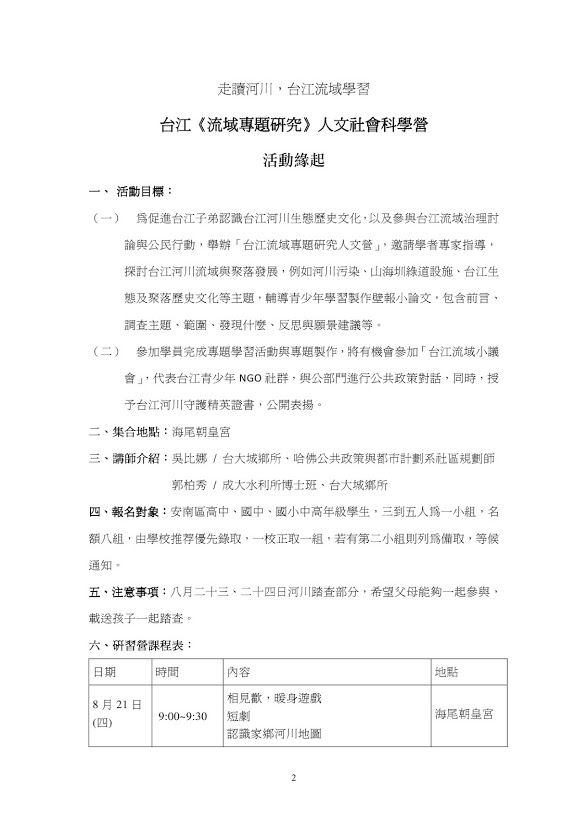 走讀河川，台江流域學習
台江《流域專題研究》人文社會科學營
活動緣起
一、 活動目標：
（一） 為促進台江子弟認識台江河川生態歷史文化，以及參與台江流域治理討
論與公民行動，舉辦「台江流域專題研究人文營」，邀請學者專家指導，
探討台江河川流域與聚落發展，例如河川污染、山海圳綠道設施、台江生
態及聚落歷史文化等主題，輔導青少年學習製作壁報小論文，包含前言、
調查主題、範圍、發現什麼、反思與願景建議等。
（二） 參加學員完成專題學習活動與專題製作，將有機會參加「台江流域小議
會」，代表台江青少年 NGO 社群，與公部門進行公共政策對話，同時，授
予台江河川守護精英證書，公開表揚。
二、集合地點：海尾朝皇宮
三、講師介紹：吳比娜 / 台大城鄉所、哈佛公共政策與都市計劃系社區規劃師
郭柏秀 / 成大水利所博士班、台大城鄉所
四、報名對象：安南區高中、國中、國小中高年級學生，三到五人為一小組，名
額八組，由學校推荐優先錄取，一校正取一組，若有第二小組則列為備取，等候
通知。
五、注意事項：八月二十三、二十四日河川踏查部分，希望父母能夠一起參與，
載送孩子一起踏查。
六、研習營課程表：
日期 時間 內容 地點
8 月 21 日
(四)
9:00~9:30
相見歡，暖身遊戲
短劇
認識家鄉河川地圖
海尾朝皇宮
2